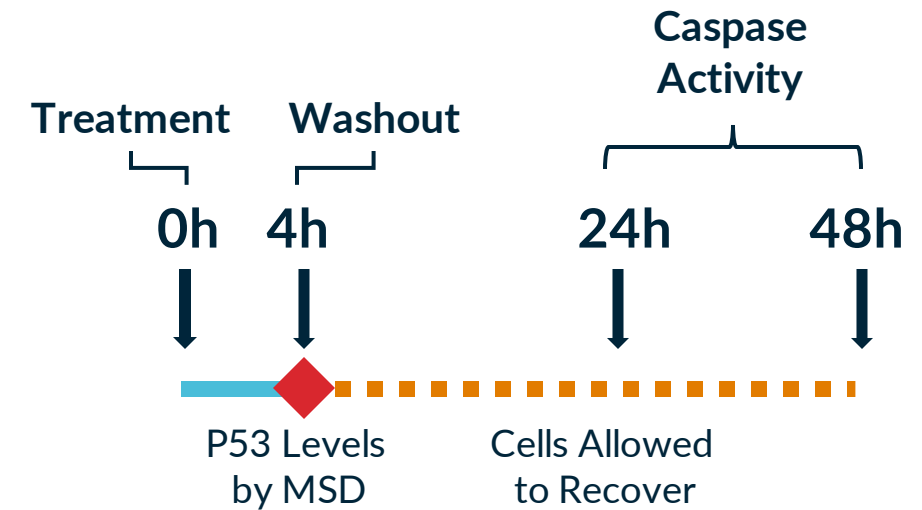 Caspase
Activity
Treatment
Washout
0h
4h
24h
48h
P53 Levels
by MSD
Cells Allowed
to Recover